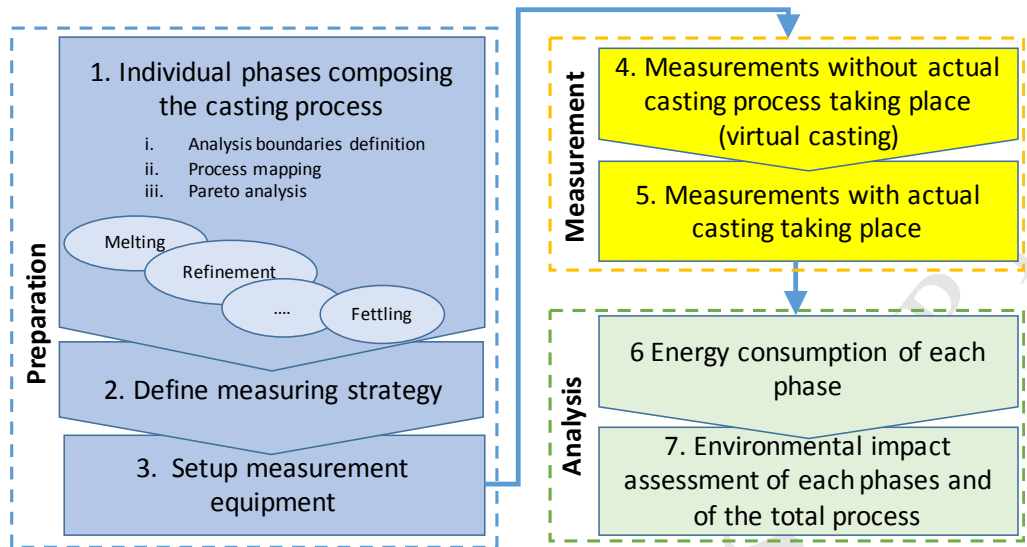 Preparation
1. Individual phases composing
the casting process
i. Analysis boundaries definition
ii. Process mapping
iii. Pareto analysis
Melting
Refinement
....
Fettling
2. Define measuring strategy
3. Setup measurement
equipment
Measurement
4. Measurements without actual
casting process taking place
(virtual casting)
5. Measurements with actual
casting taking place
Analysis
6 Energy consumption of each
phase
7. Environmental impact
assessment of each phases and
of the total process